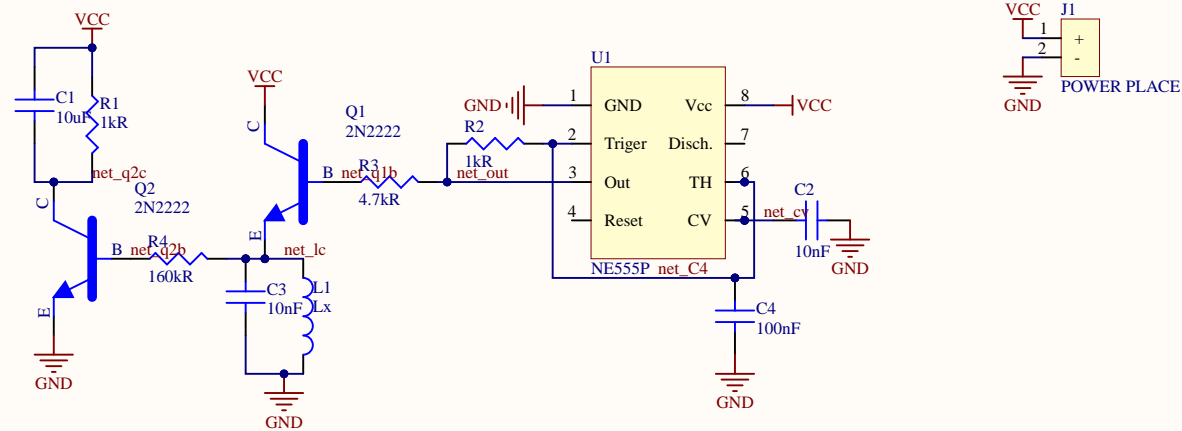 VCC
C1
10uF
R1
1kR
net_q2c
Q2
2N2222
C
B
E
GND
net_q2b
R4
160kR
VCC
C
Q1
2N2222
B
E
net_q1b
R3
4.7kR
net_lc
C3
10nF
L1
Lx
GND
R2
1kR
net_out
GND
U1
1 GND Vcc 8
2 Triger Disch. 7
3 Out TH 6
4 Reset CV 5
NE555P
VCC
net_C4
net_cv
C2
10nF
GND
C4
100nF
GND
VCC
J1
1 +
2 -
GND
POWER PLACE